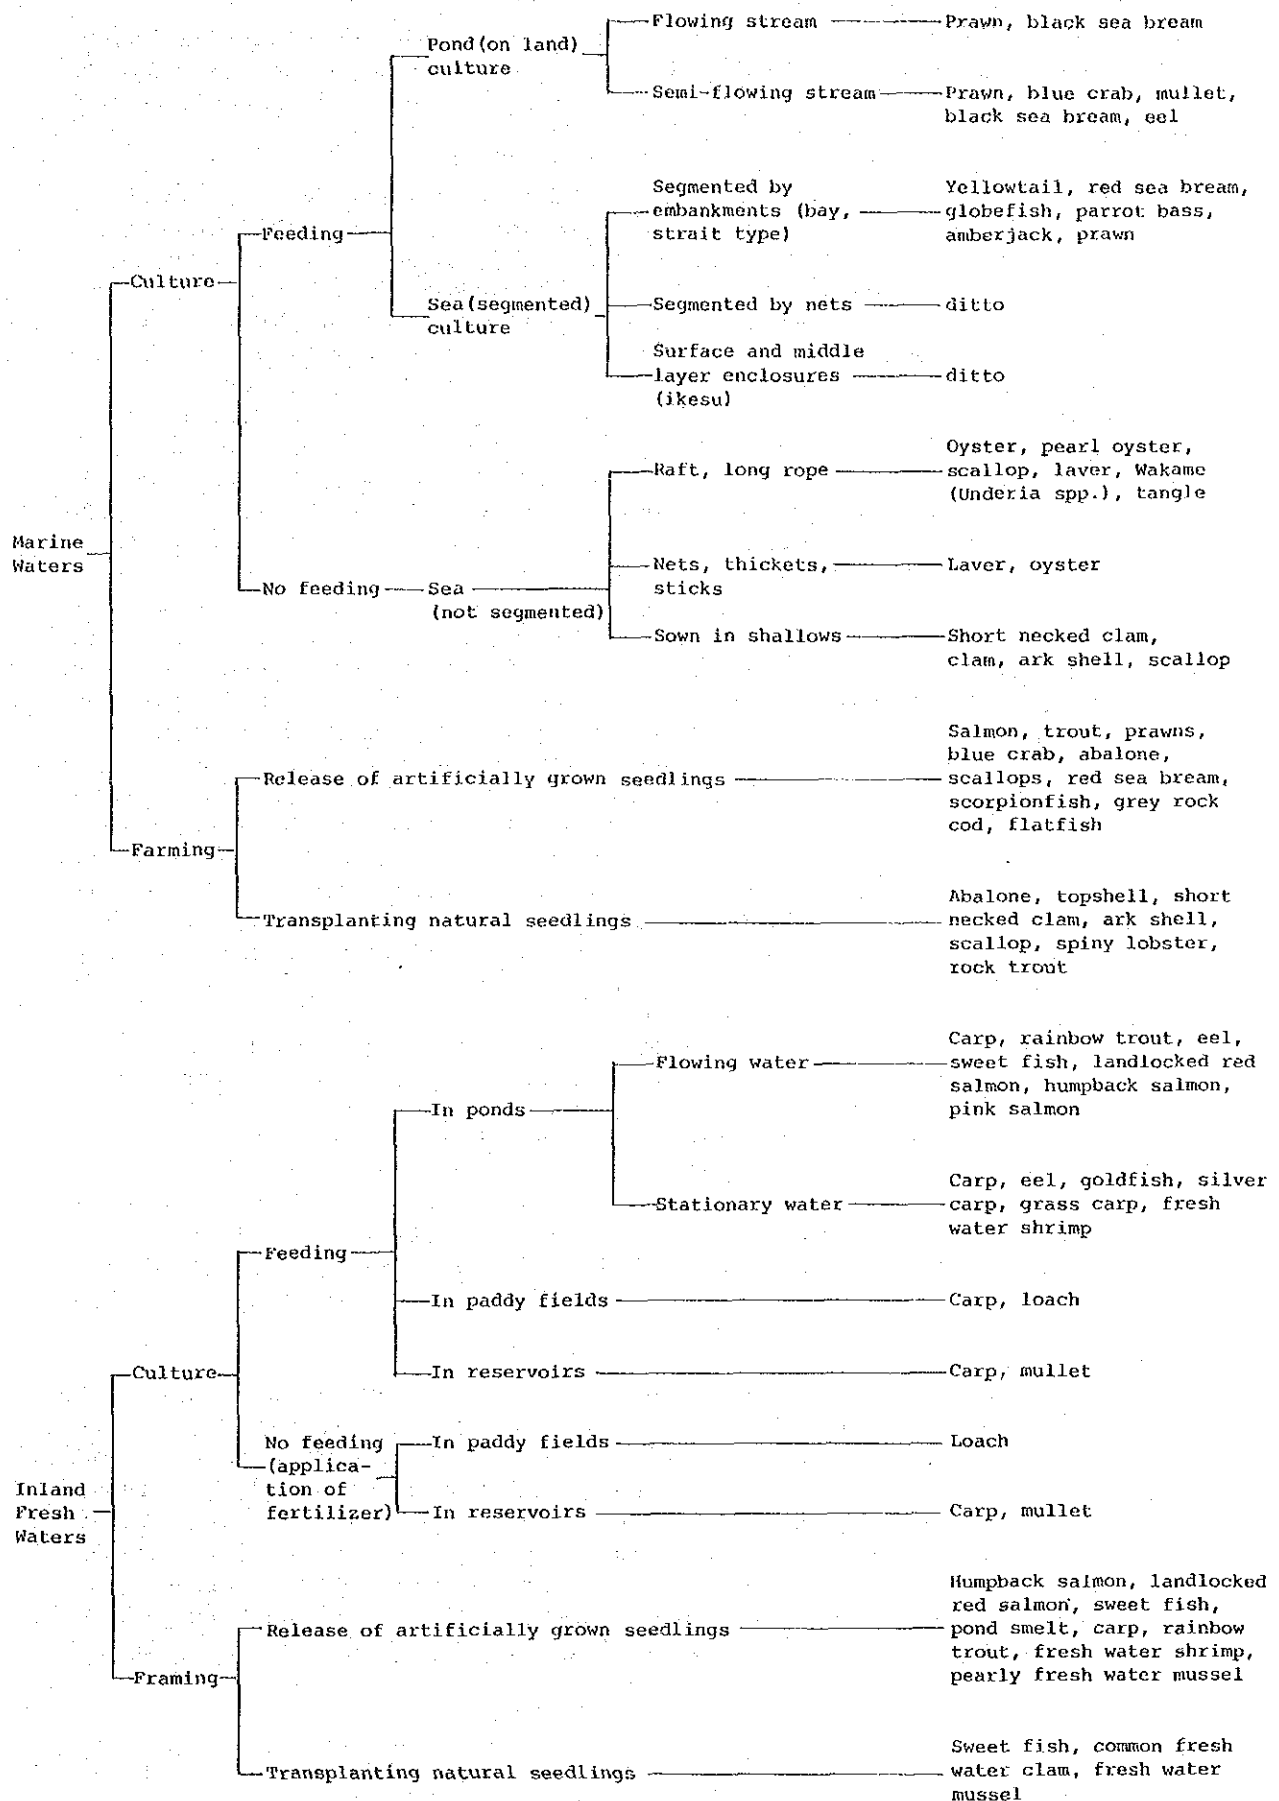 Flowing stream
Prawn, black sea bream
Pond (on land)
culture
Semi-flowing stream
Prawn, blue crab, mullet,
black sea bream, eel
Segmented by
embankments (bay,
strait type)
Yellowtail, red sea bream,
globefish, parrot bass,
amberjack, prawn
Feeding
Culture
Sea (segmented)
culture
Segmented by nets
ditto
Surface and middle
layer enclosures
(ikesu)
ditto
Raft, long rope
Oyster, pearl oyster,
scallop, laver, Wakame
(Underia spp.), tangle
Marine
Waters
Nets, thickets,
sticks
Laver, oyster
No feeding
Sea
(not segmented)
Sown in shallows
Short necked clam,
clam, ark shell, scallop
Release of artificially grown seedlings
Salmon, trout, prawns,
blue crab, abalone,
scallops, red sea bream,
scorpionfish, grey rock
cod, flatfish
Farming
Transplanting natural seedlings
Abalone, topshell, short
necked clam, ark shell,
scallop, spiny lobster,
rock trout
Flowing water
Carp, rainbow trout, eel,
sweet fish, landlocked red
salmon, humpback salmon,
pink salmon
In ponds
Stationary water
Carp, eel, goldfish, silver
carp, grass carp, fresh
water shrimp
Feeding
In paddy fields
Carp, loach
Culture
In reservoirs
Carp, mullet
No feeding
(applica-
tion of
fertilizer)
In paddy fields
Loach
Inland
Fresh
Waters
In reservoirs
Carp, mullet
Release of artificially grown seedlings
Humpback salmon, landlocked
red salmon, sweet fish,
pond smelt, carp, rainbow
trout, fresh water shrimp,
pearly fresh water mussel
Framing
Transplanting natural seedlings
Sweet fish, common fresh
water clam, fresh water
mussel